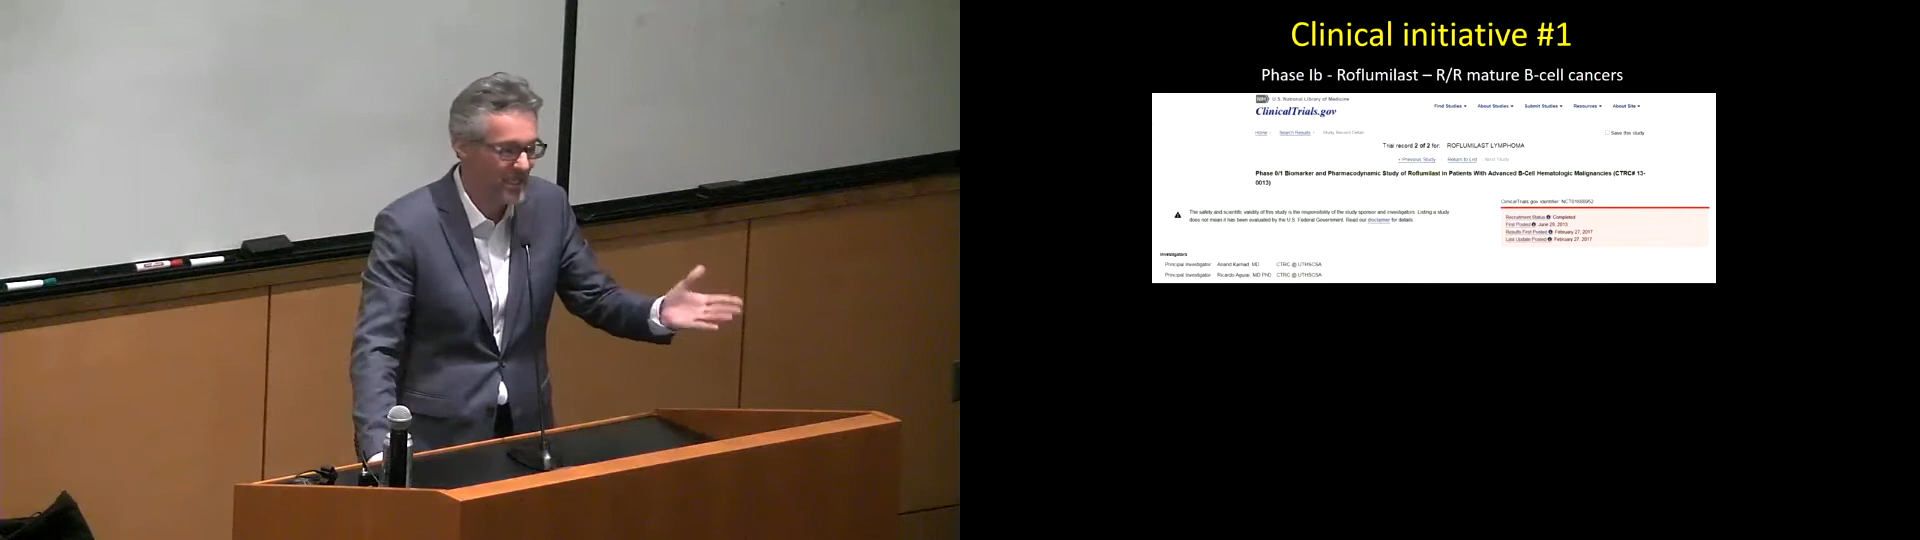 Clinical initiative #1
Phase Ib - Roflumilast – R/R mature B-cell cancers
NIH U.S. National Library of Medicine
ClinicalTrials.gov
Find Studies About Studies Submit Studies Resources About Site
Home Search Results Study Record Detail
Save this study
Trial record 2 of 2 for: ROFLUMILAST LYMPHOMA
Previous Study Return to List Next Study
Phase 0/1 Biomarker and Pharmacodynamic Study of Roflumilast in Patients With Advanced B-Cell Hematologic Malignancies (CTRC# 13-
0013)
The safety and scientific validity of this study is the responsibility of the study sponsor and investigators. Listing a study
does not mean it has been evaluated by the U.S. Federal Government. Read our disclaimer for details.
ClinicalTrials.gov Identifier:
Recruitment Status : Completed
First Posted : June 2013
Results First Posted : February 27, 2017
Last Update Posted : February 27, 2017
Investigators
Principal Investigator: Anand Karnad, MD CTRC @ UTHSCSA
Principal Investigator: Ricardo Aguiar, MD PhD CTRC @ UTHSCSA